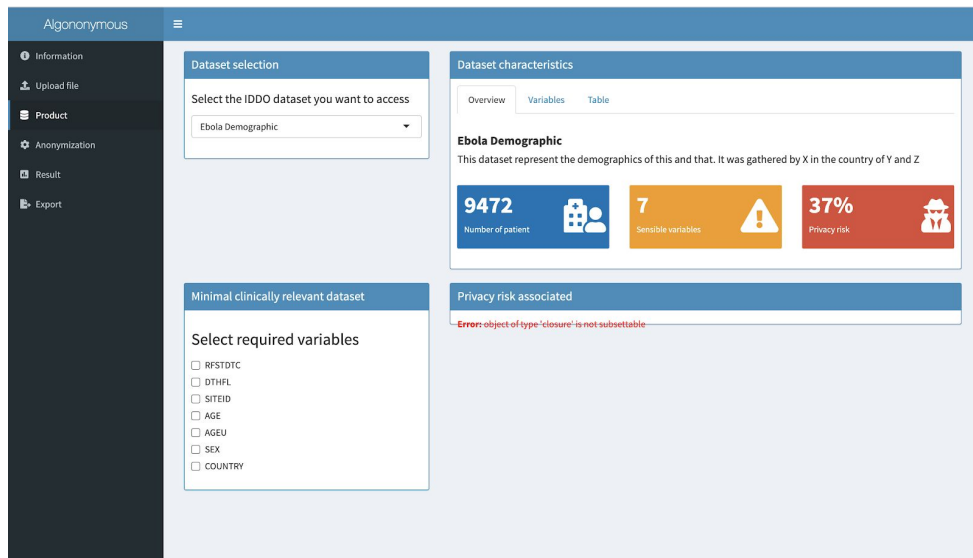 Algononymous
Information
Upload file
Product
Anonymization
Result
Export
Dataset selection
Select the IDDO dataset you want to access
Ebola Demographic
Dataset characteristics
Overview Variables Table
Ebola Demographic
This dataset represent the demographics of this and that. It was gathered by X in the country of Y and Z
9472
Number of patient
7
Sensible variables
37%
Privacy risk
Minimal clinically relevant dataset
Select required variables
RFSTDTC
DTHFL
SITEID
AGE
AGEU
SEX
COUNTRY
Privacy risk associated
Error: object of type 'closure' is not subsettable